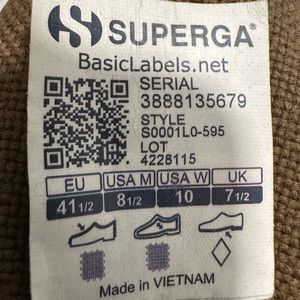 SUPERGA®
BasicLabels.net
SERIAL
3888135679
STYLE
S0001L0-595
LOT
4228115
EU USA M USA W UK
41 1/2 8 1/2 10 7 1/2
Made in VIETNAM